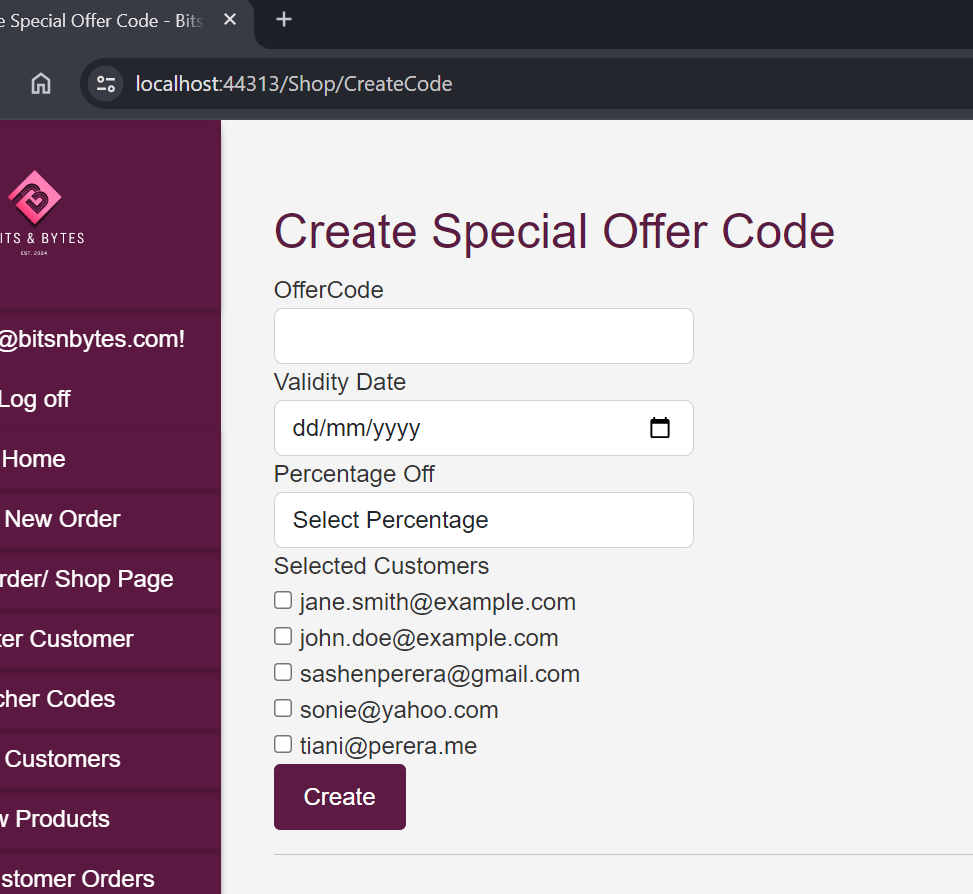 e Special Offer Code - Bits
localhost:44313/Shop/CreateCode
ITS & BYTES
EST. 2024
@bitsnbytes.com!
Log off
Home
New Order
rder/ Shop Page
ter Customer
cher Codes
Customers
w Products
stomer Orders
Create Special Offer Code
OfferCode
Validity Date
dd/mm/yyyy
Percentage Off
Select Percentage
Selected Customers
jane.smith@example.com
john.doe@example.com
sashenperera@gmail.com
sonie@yahoo.com
tiani@perera.me
Create